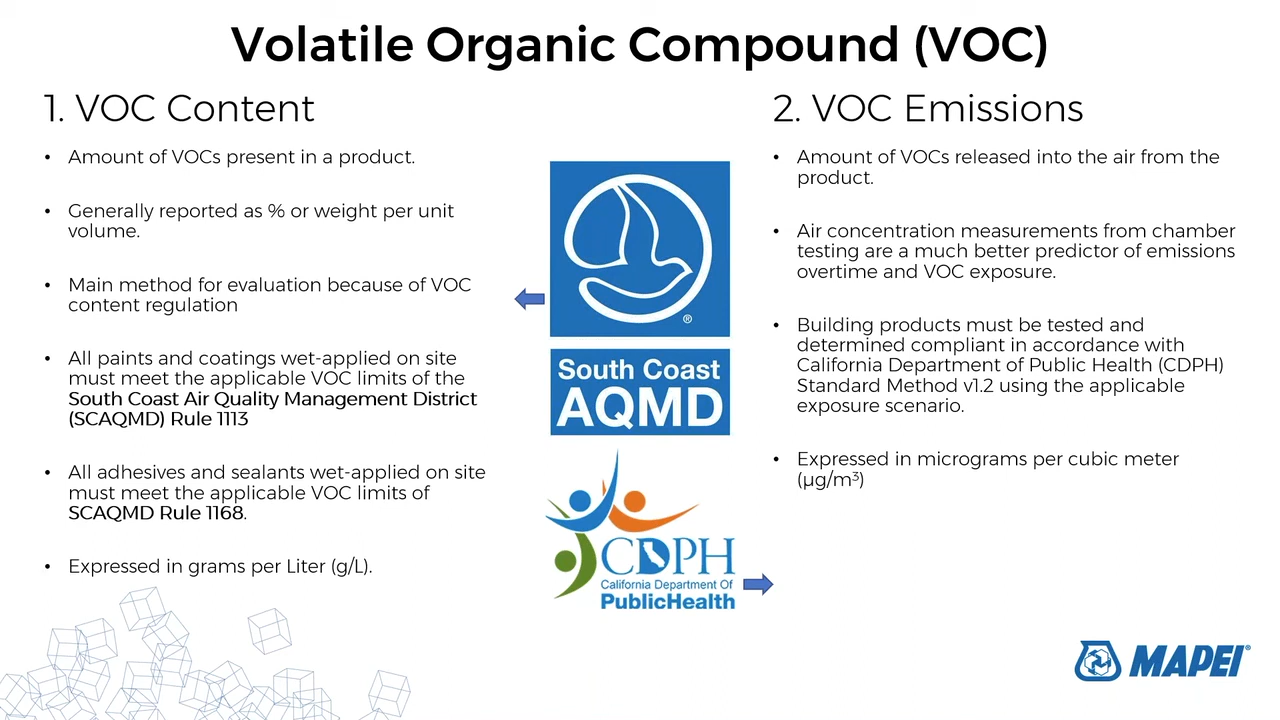 Volatile Organic Compound (VOC)
1. VOC Content
• Amount of VOCs present in a product.
• Generally reported as % or weight per unit
volume.
• Main method for evaluation because of VOC
content regulation
• All paints and coatings wet-applied on site
must meet the applicable VOC limits of the
South Coast Air Quality Management District
(SCAQMD) Rule 1113
• All adhesives and sealants wet-applied on site
must meet the applicable VOC limits of
SCAQMD Rule 1168.
• Expressed in grams per Liter (g/L).
®
South Coast
AQMD
CDPH
California Department Of
PublicHealth
2. VOC Emissions
• Amount of VOCs released into the air from the
product.
• Air concentration measurements from chamber
testing are a much better predictor of emissions
overtime and VOC exposure.
• Building products must be tested and
determined compliant in accordance with
California Department of Public Health (CDPH)
Standard Method v1.2 using the applicable
exposure scenario.
• Expressed in micrograms per cubic meter
(µg/m³)
MAPEI®